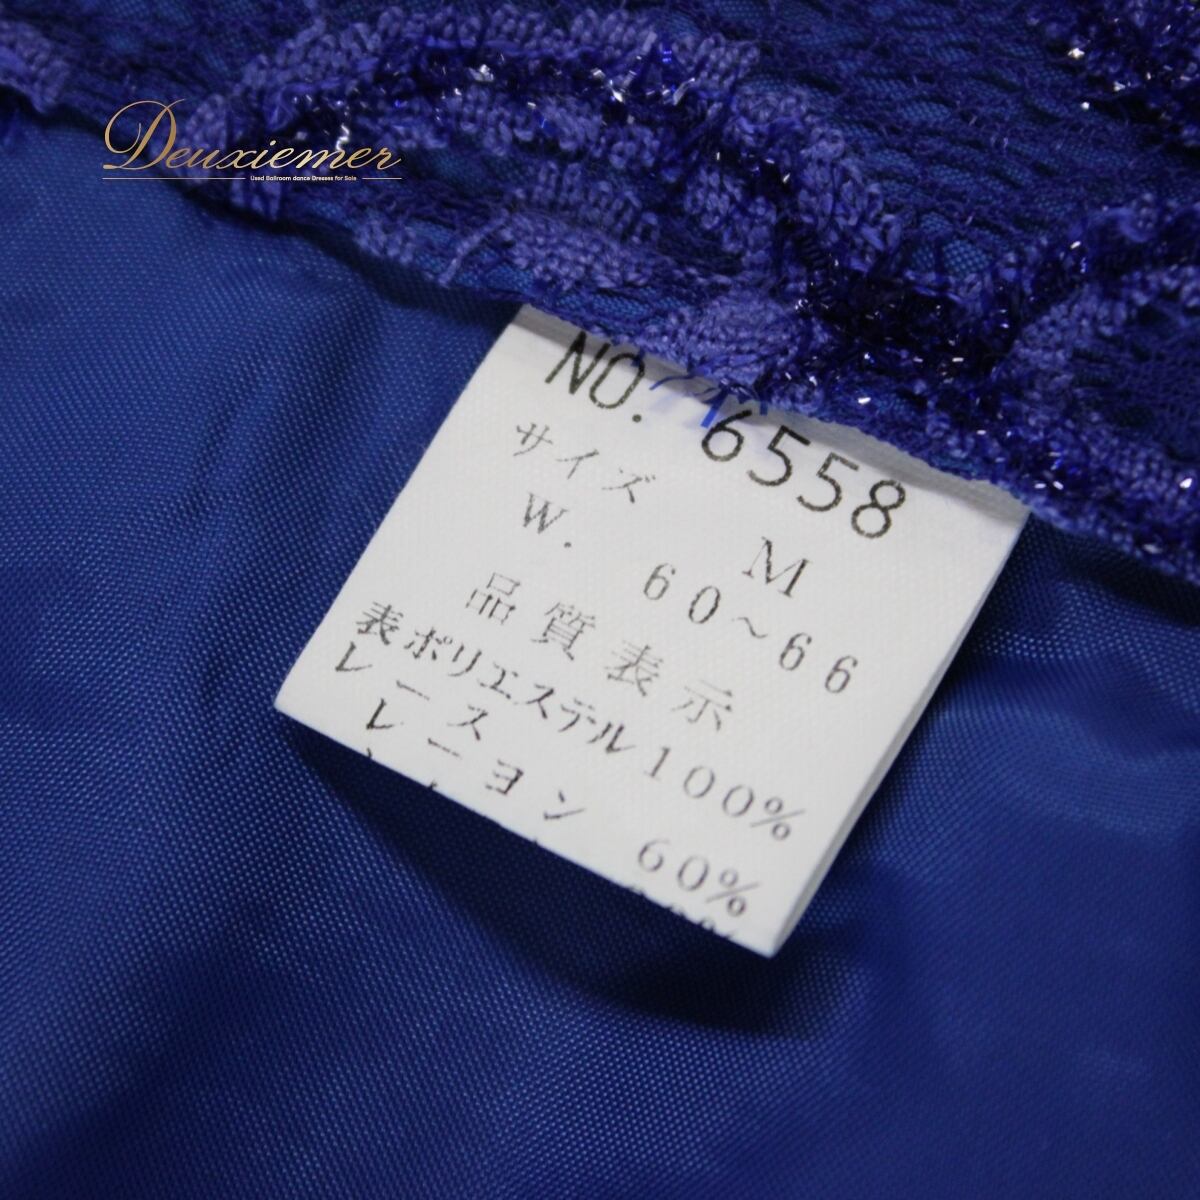 Deuxiemer
Used Ballroom dance Dresses for Sale
NO. 6558
サイズ M
W. 60~66
品質表示
表ポリエステル100%
レース
レーヨン 60%